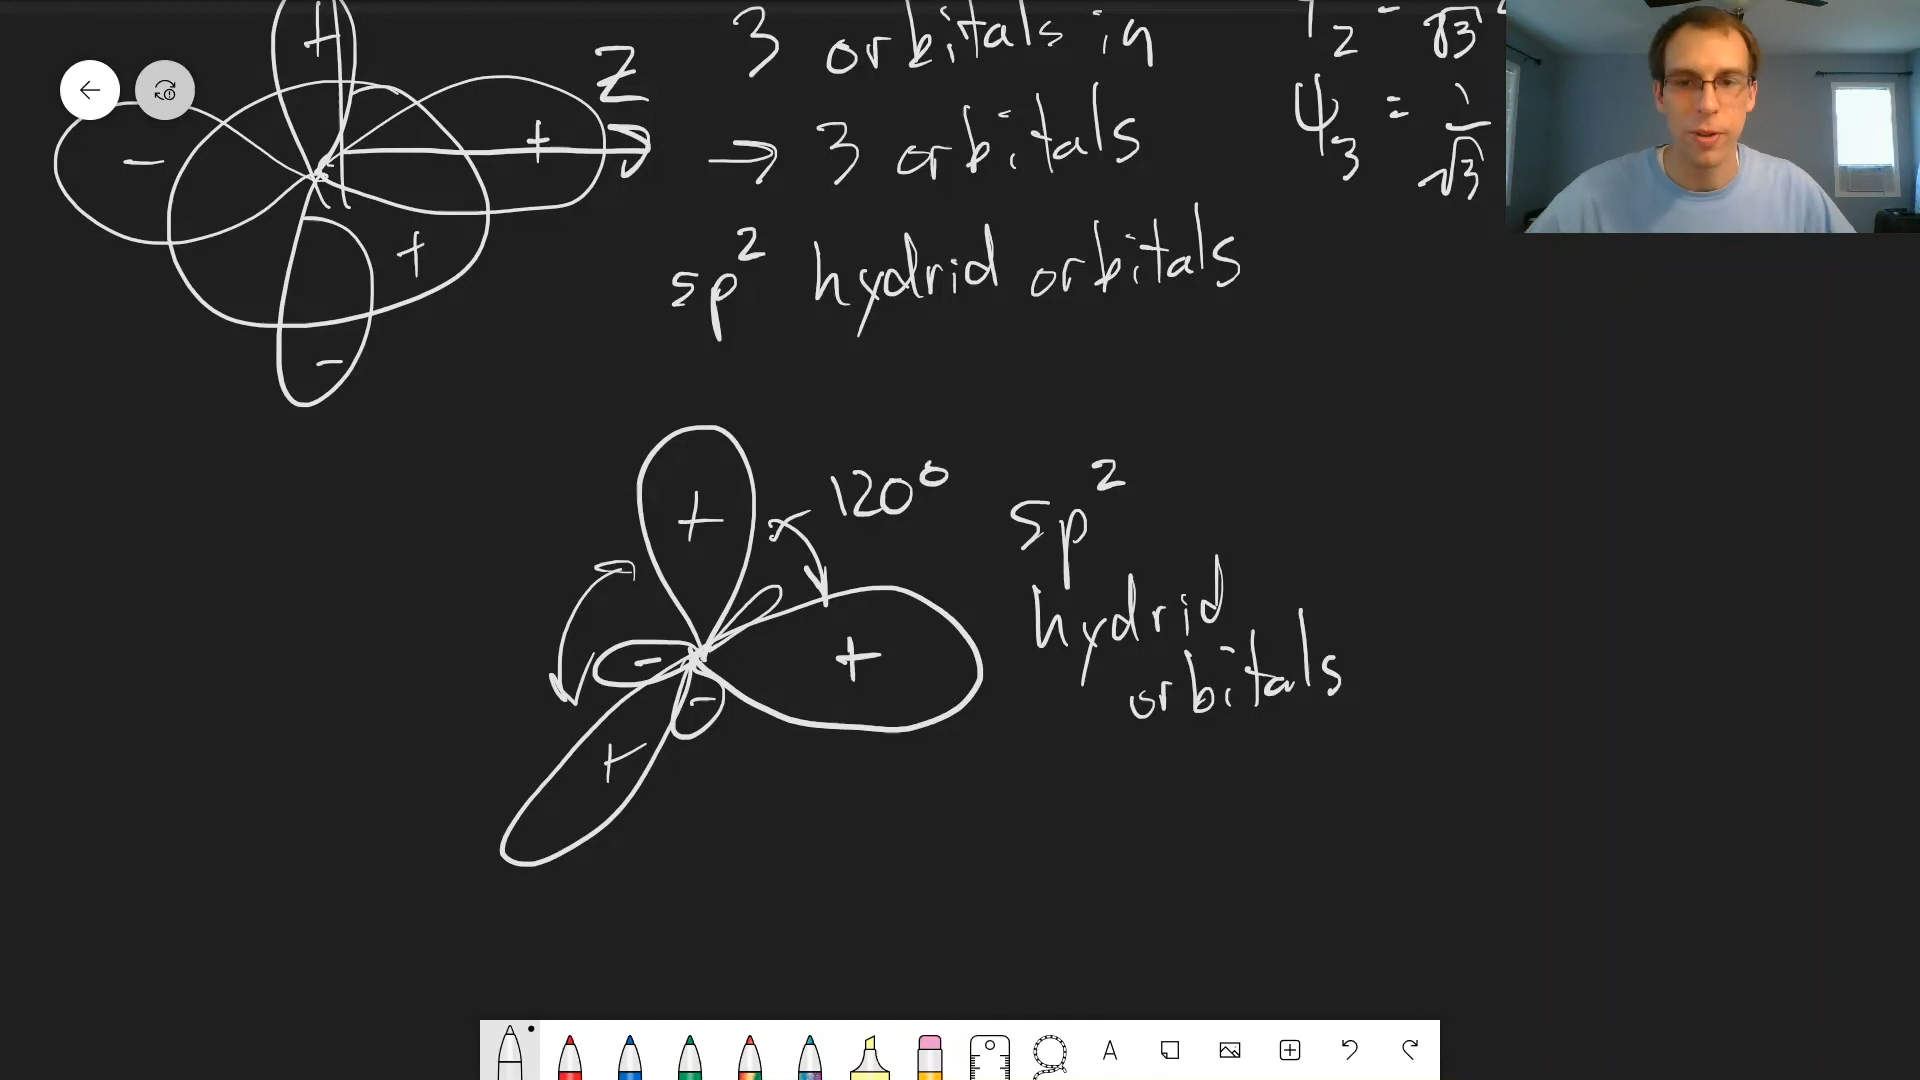 3 orbitals in
→ 3 orbitals
sp² hydrid orbitals
Z
+
-
+
+
-
Ψ₂ = 1/√3
Ψ₃ = 1/√3
120°
+
+
-
-
+
sp²
hydrid
orbitals
A